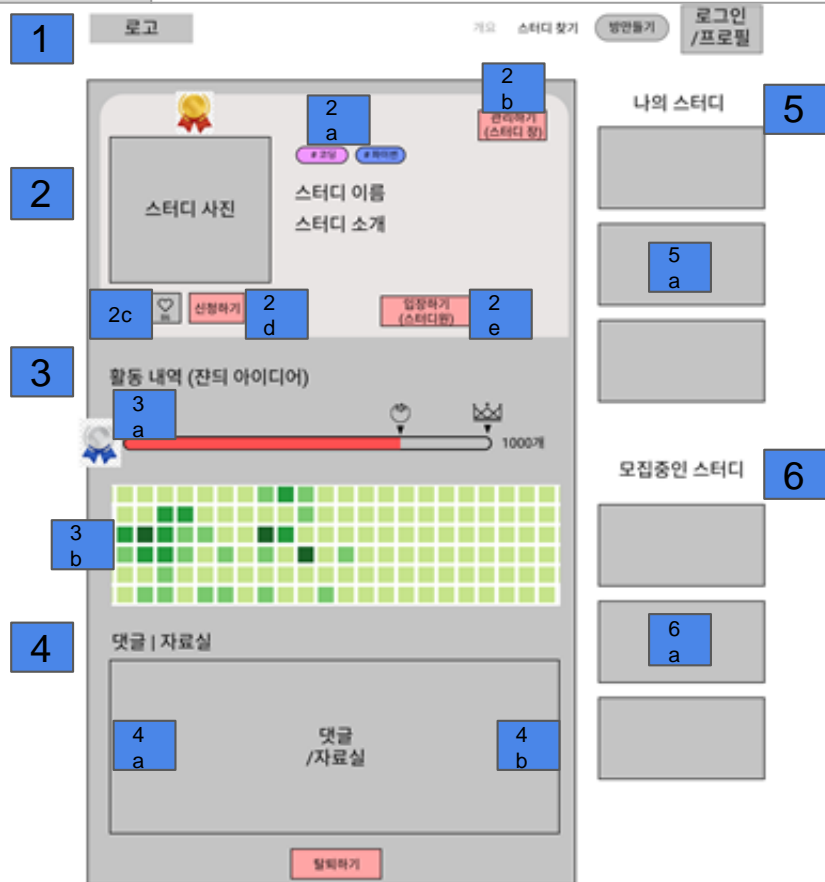 1
로고
개요
스터디 찾기
방만들기
로그인
/프로필
2
2
a
2
b
관리하기
(스터디 장)
# 코딩
# 파이썬
스터디 사진
스터디 이름
스터디 소개
2c
신청하기
2
d
입장하기
(스터디원)
2
e
3
활동 내역 (쟌듸 아이디어)
3
a
1000개
3
b
4
댓글 | 자료실
4
a
댓글
/자료실
4
b
탈퇴하기
나의 스터디
5
5
a
모집중인 스터디
6
6
a